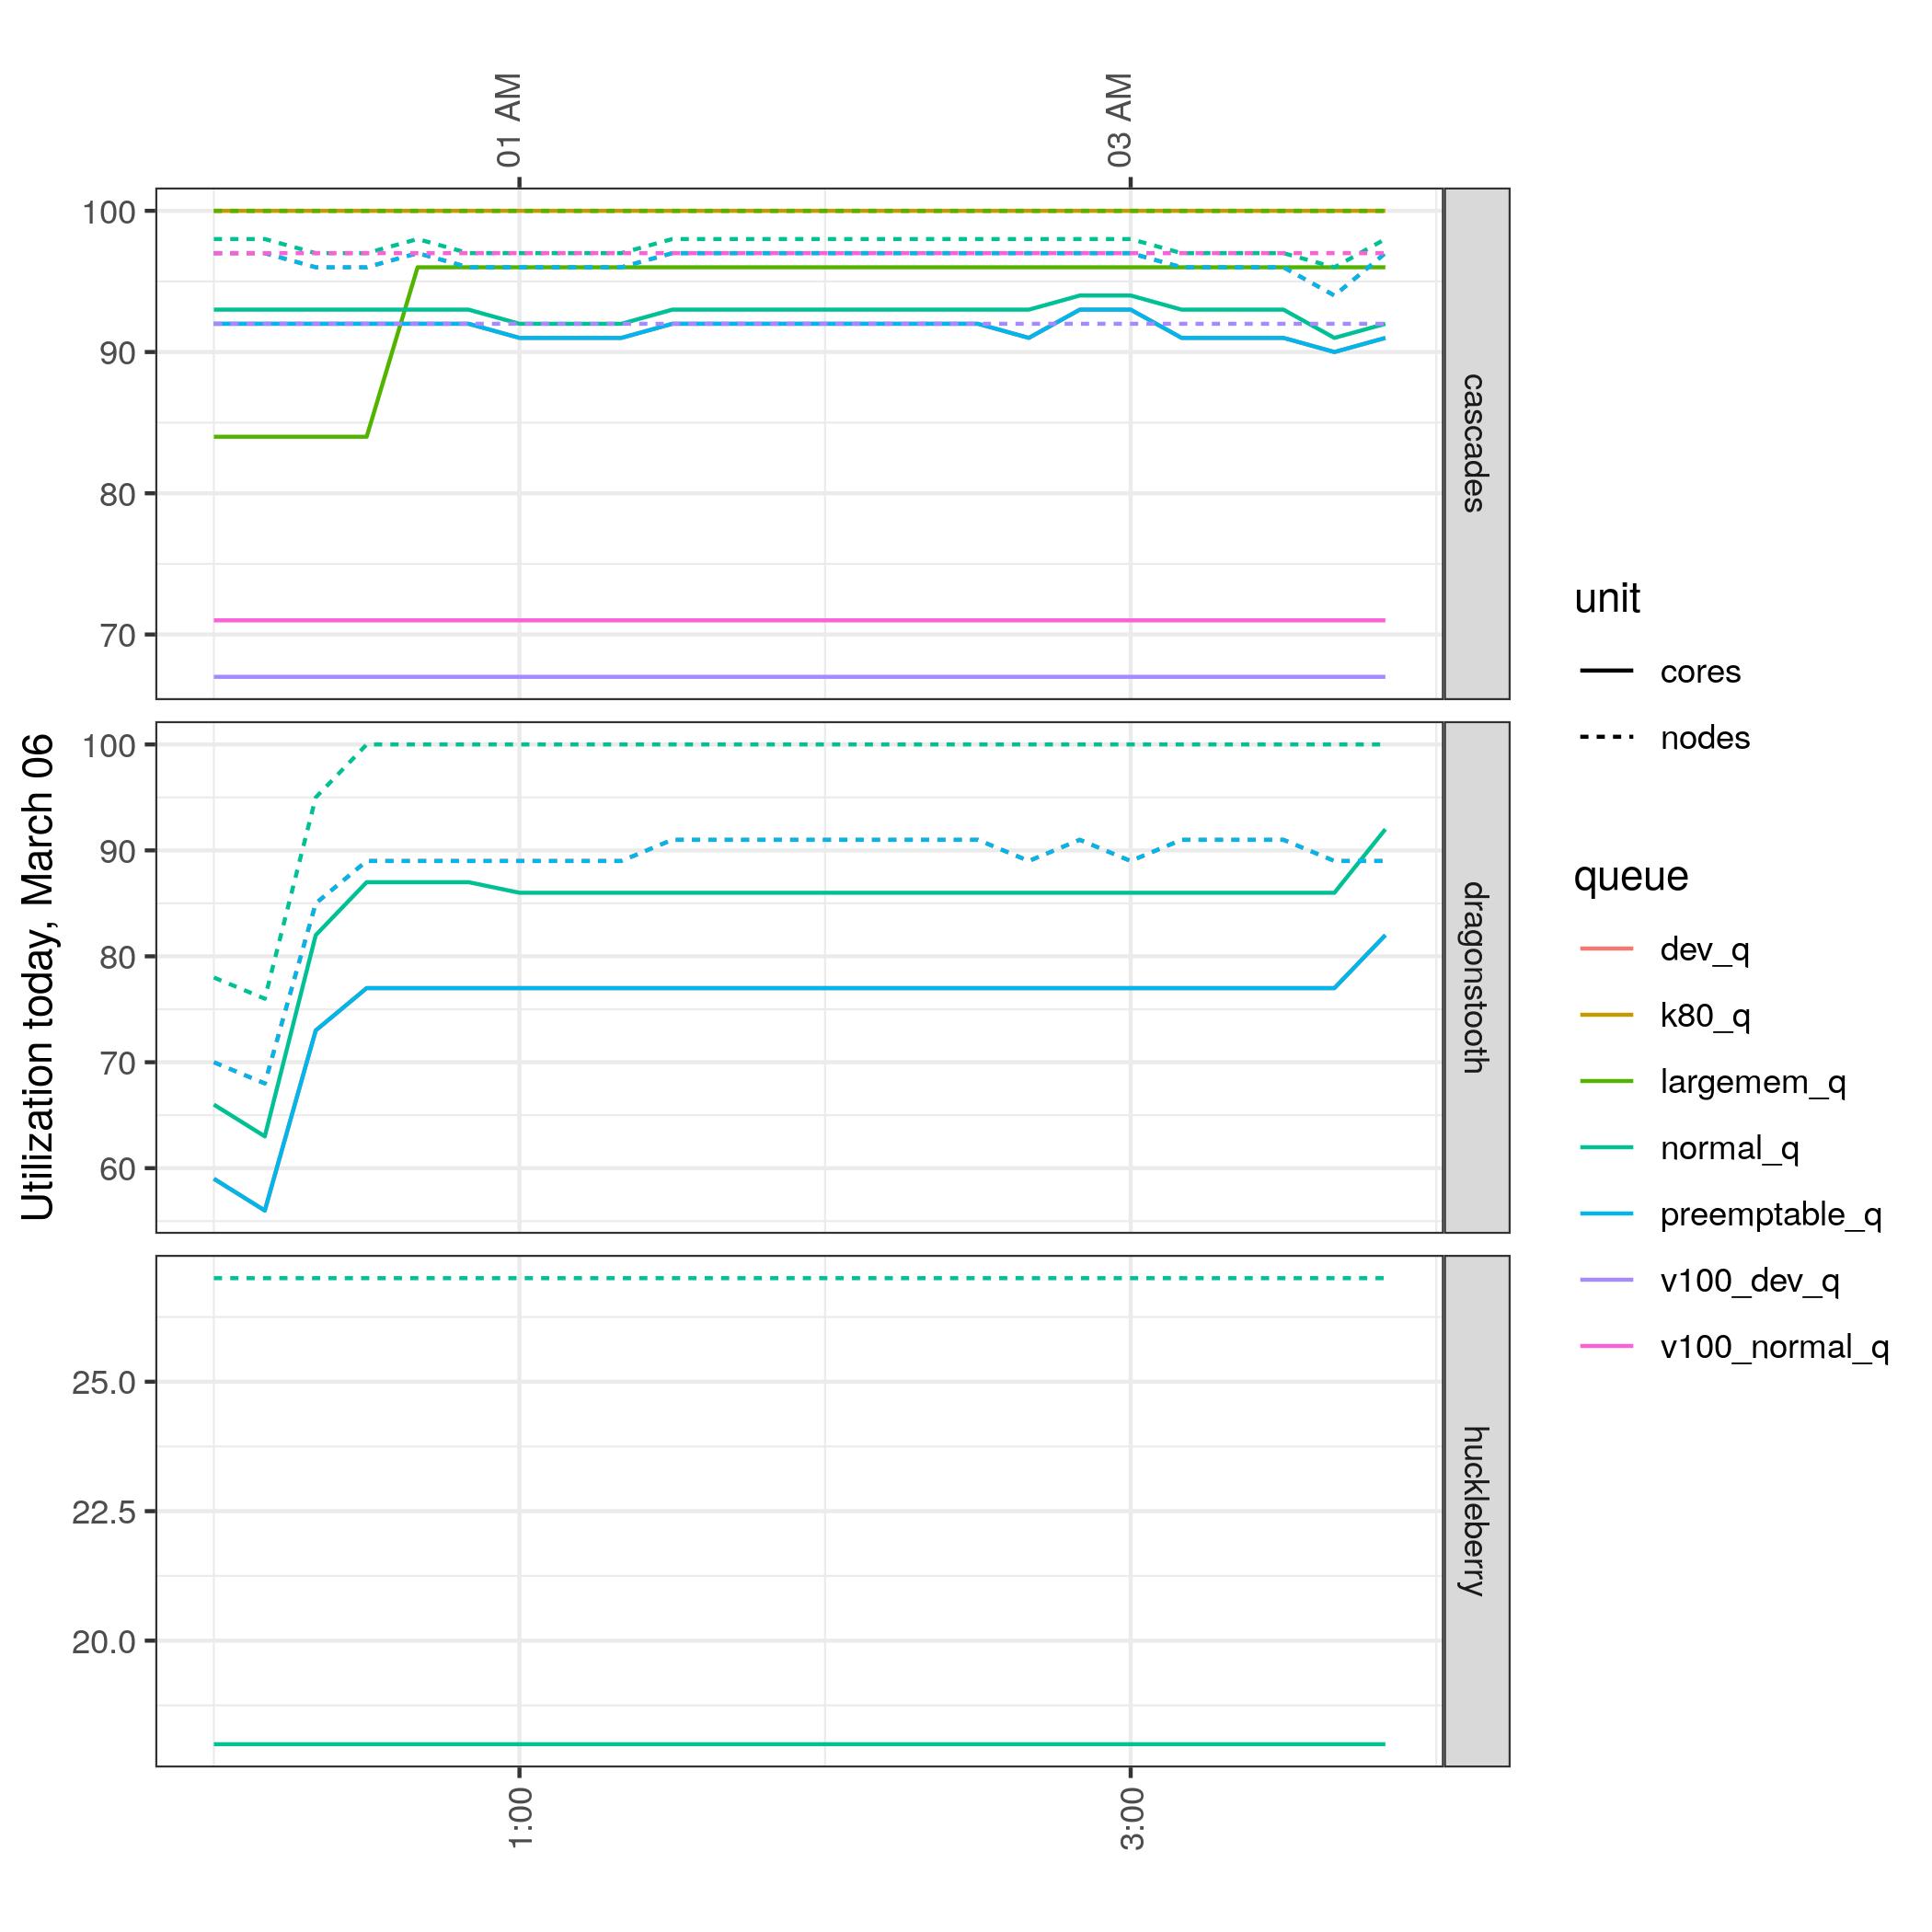 01 AM
03 AM
100
90
80
70
cascades
100
90
80
70
60
dragonstooth
25.0
22.5
20.0
huckleberry
1:00
3:00
Utilization today, March 06
unit
cores
nodes
queue
dev_q
k80_q
largemem_q
normal_q
preemptable_q
v100_dev_q
v100_normal_q